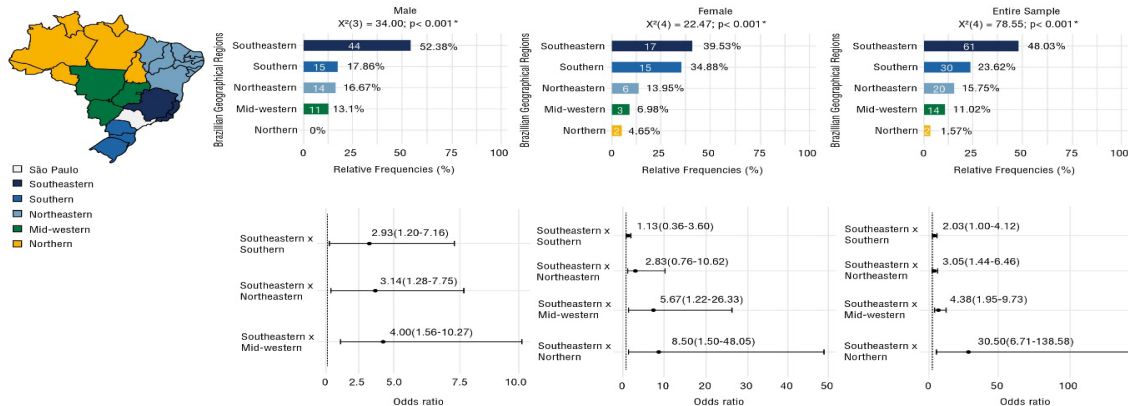 Male
X²(3) = 34.00; p< 0.001*
Brazilian Geographical Regions
Southeastern 44 52.38%
Southern 15 17.86%
Northeastern 14 16.67%
Mid-western 11 13.1%
Northern 0%
0 25 50 75 100
Relative Frequencies (%)
Female
X²(4) = 22.47; p< 0.001*
Brazilian Geographical Regions
Southeastern 17 39.53%
Southern 15 34.88%
Northeastern 6 13.95%
Mid-western 3 6.98%
Northern 2 4.65%
0 25 50 75 100
Relative Frequencies (%)
Entire Sample
X²(4) = 78.55; p< 0.001*
Brazilian Geographical Regions
Southeastern 61 48.03%
Southern 30 23.62%
Northeastern 20 15.75%
Mid-western 14 11.02%
Northern 2 1.57%
0 25 50 75 100
Relative Frequencies (%)
São Paulo
Southeastern
Southern
Northeastern
Mid-western
Northern
Southeastern x
Southern
2.93(1.20-7.16)
Southeastern x
Northeastern
3.14(1.28-7.75)
Southeastern x
Mid-western
4.00(1.56-10.27)
2.5 5.0 7.5 10.0
Odds ratio
Southeastern x
Southern
1.13(0.36-3.60)
Southeastern x
Northeastern
2.83(0.76-10.62)
Southeastern x
Mid-western
5.67(1.22-26.33)
Southeastern x
Northern
8.50(1.50-48.05)
0 10 20 30 40 50
Odds ratio
Southeastern x
Southern
2.03(1.00-4.12)
Southeastern x
Northeastern
3.05(1.44-6.46)
Southeastern x
Mid-western
4.38(1.95-9.73)
Southeastern x
Northern
30.50(6.71-138.58)
0 50 100
Odds ratio